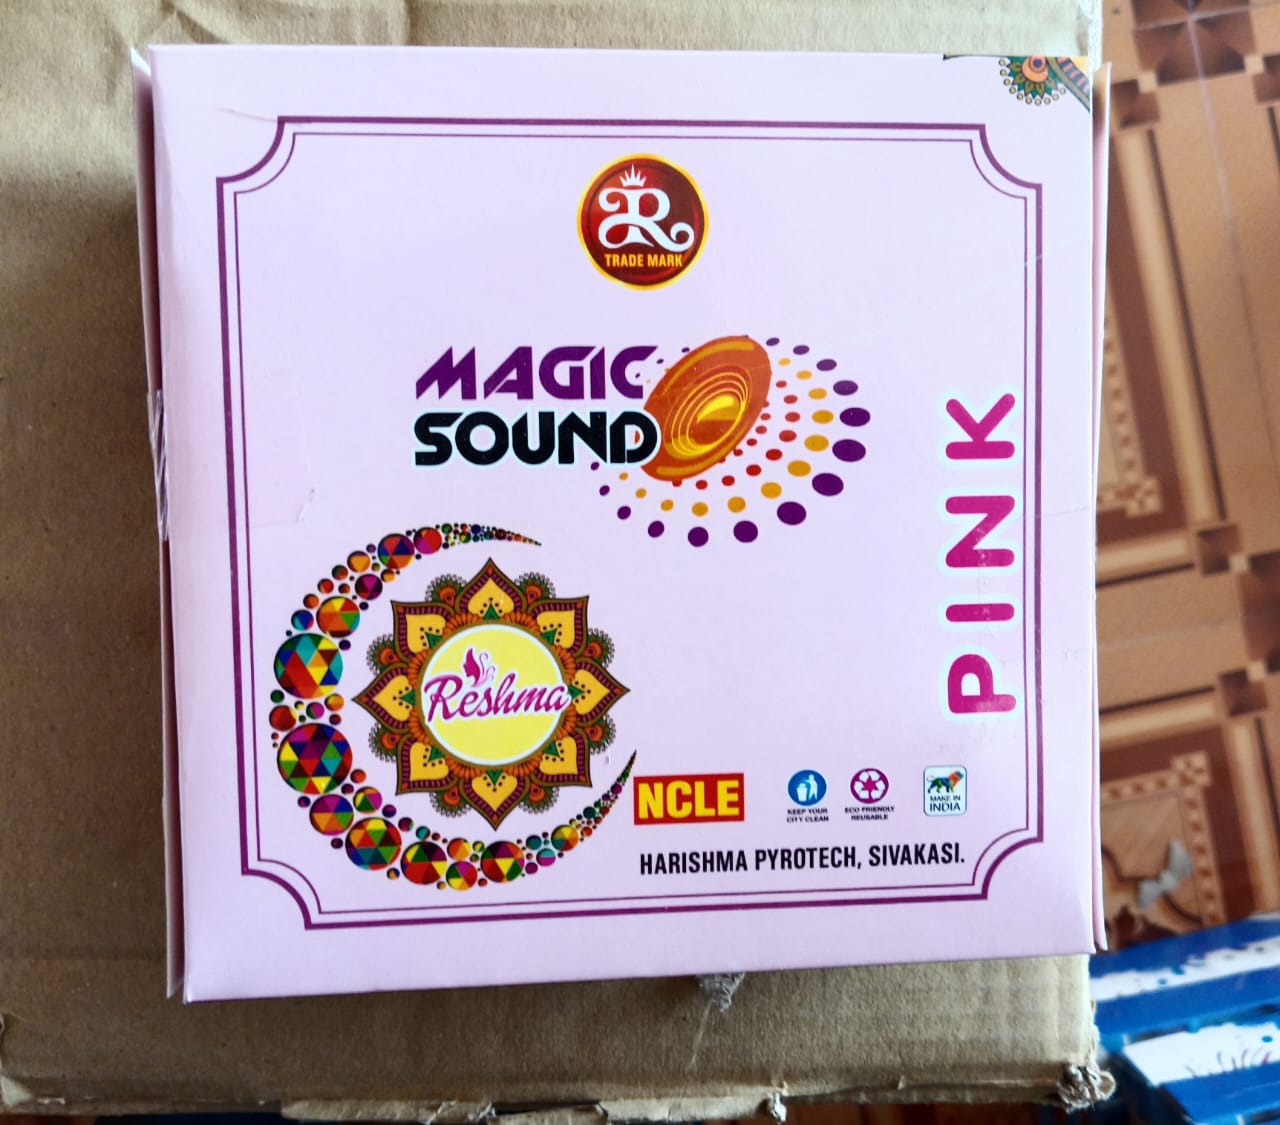 R
TRADE MARK
MAGIC
SOUND
PINK
Reshma
NCLE
KEEP YOUR
CITY CLEAN
ECO FRIENDLY
REUSABLE
MAKE IN
INDIA
HARISHMA PYROTECH, SIVAKASI.